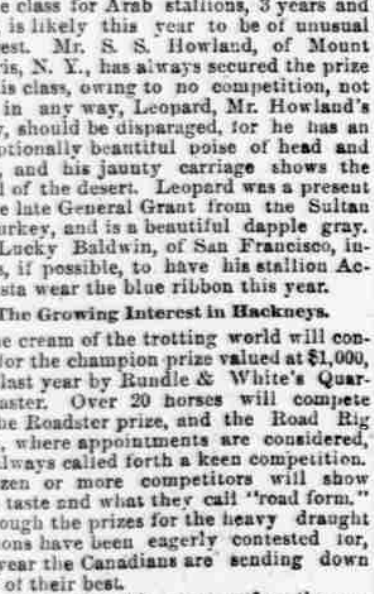 e class for Arab stallions, 3 years and
is likely this year to be of unusual
est. Mr. S. S. Howland, of Mount
ris, N. Y., has always secured the prize
is class, owing to no competition, not
in any way, Leopard, Mr. Howland's
y, should be disparaged, for he has an
ptionally beautiful poise of head and
, and his jaunty carriage shows the
l of the desert. Leopard was a present
e late General Grant from the Sultan
urkey, and is a beautiful dapple gray.
Lucky Baldwin, of San Francisco, in-
s, if possible, to have his stallion Ac-
sta wear the blue ribbon this year.
The Growing Interest in Hackneys.
e cream of the trotting world will con-
for the champion prize valued at $1,000,
last year by Rundle & White's Quar-
aster. Over 20 horses will compete
he Roadster prize, and the Road Rig
, where appointments are considered,
always called forth a keen competition.
zen or more competitors will show
taste and what they call "road form."
ough the prizes for the heavy draught
ions have been eagerly contested for,
year the Canadians are sending down
of their best.